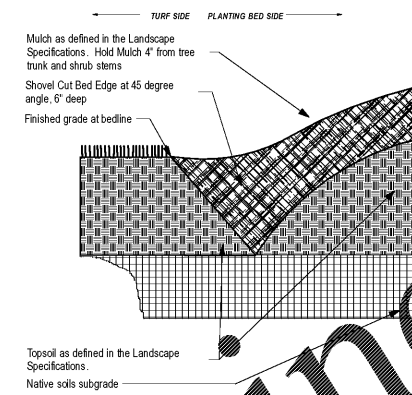 TURF SIDE PLANTING BED SIDE
Mulch as defined in the Landscape
Specifications. Hold Mulch 4" from tree
trunk and shrub stems
Shovel Cut Bed Edge at 45 degree
angle, 6" deep
Finished grade at bedline
Topsoil as defined in the Landscape
Specifications.
Native soils subgrade